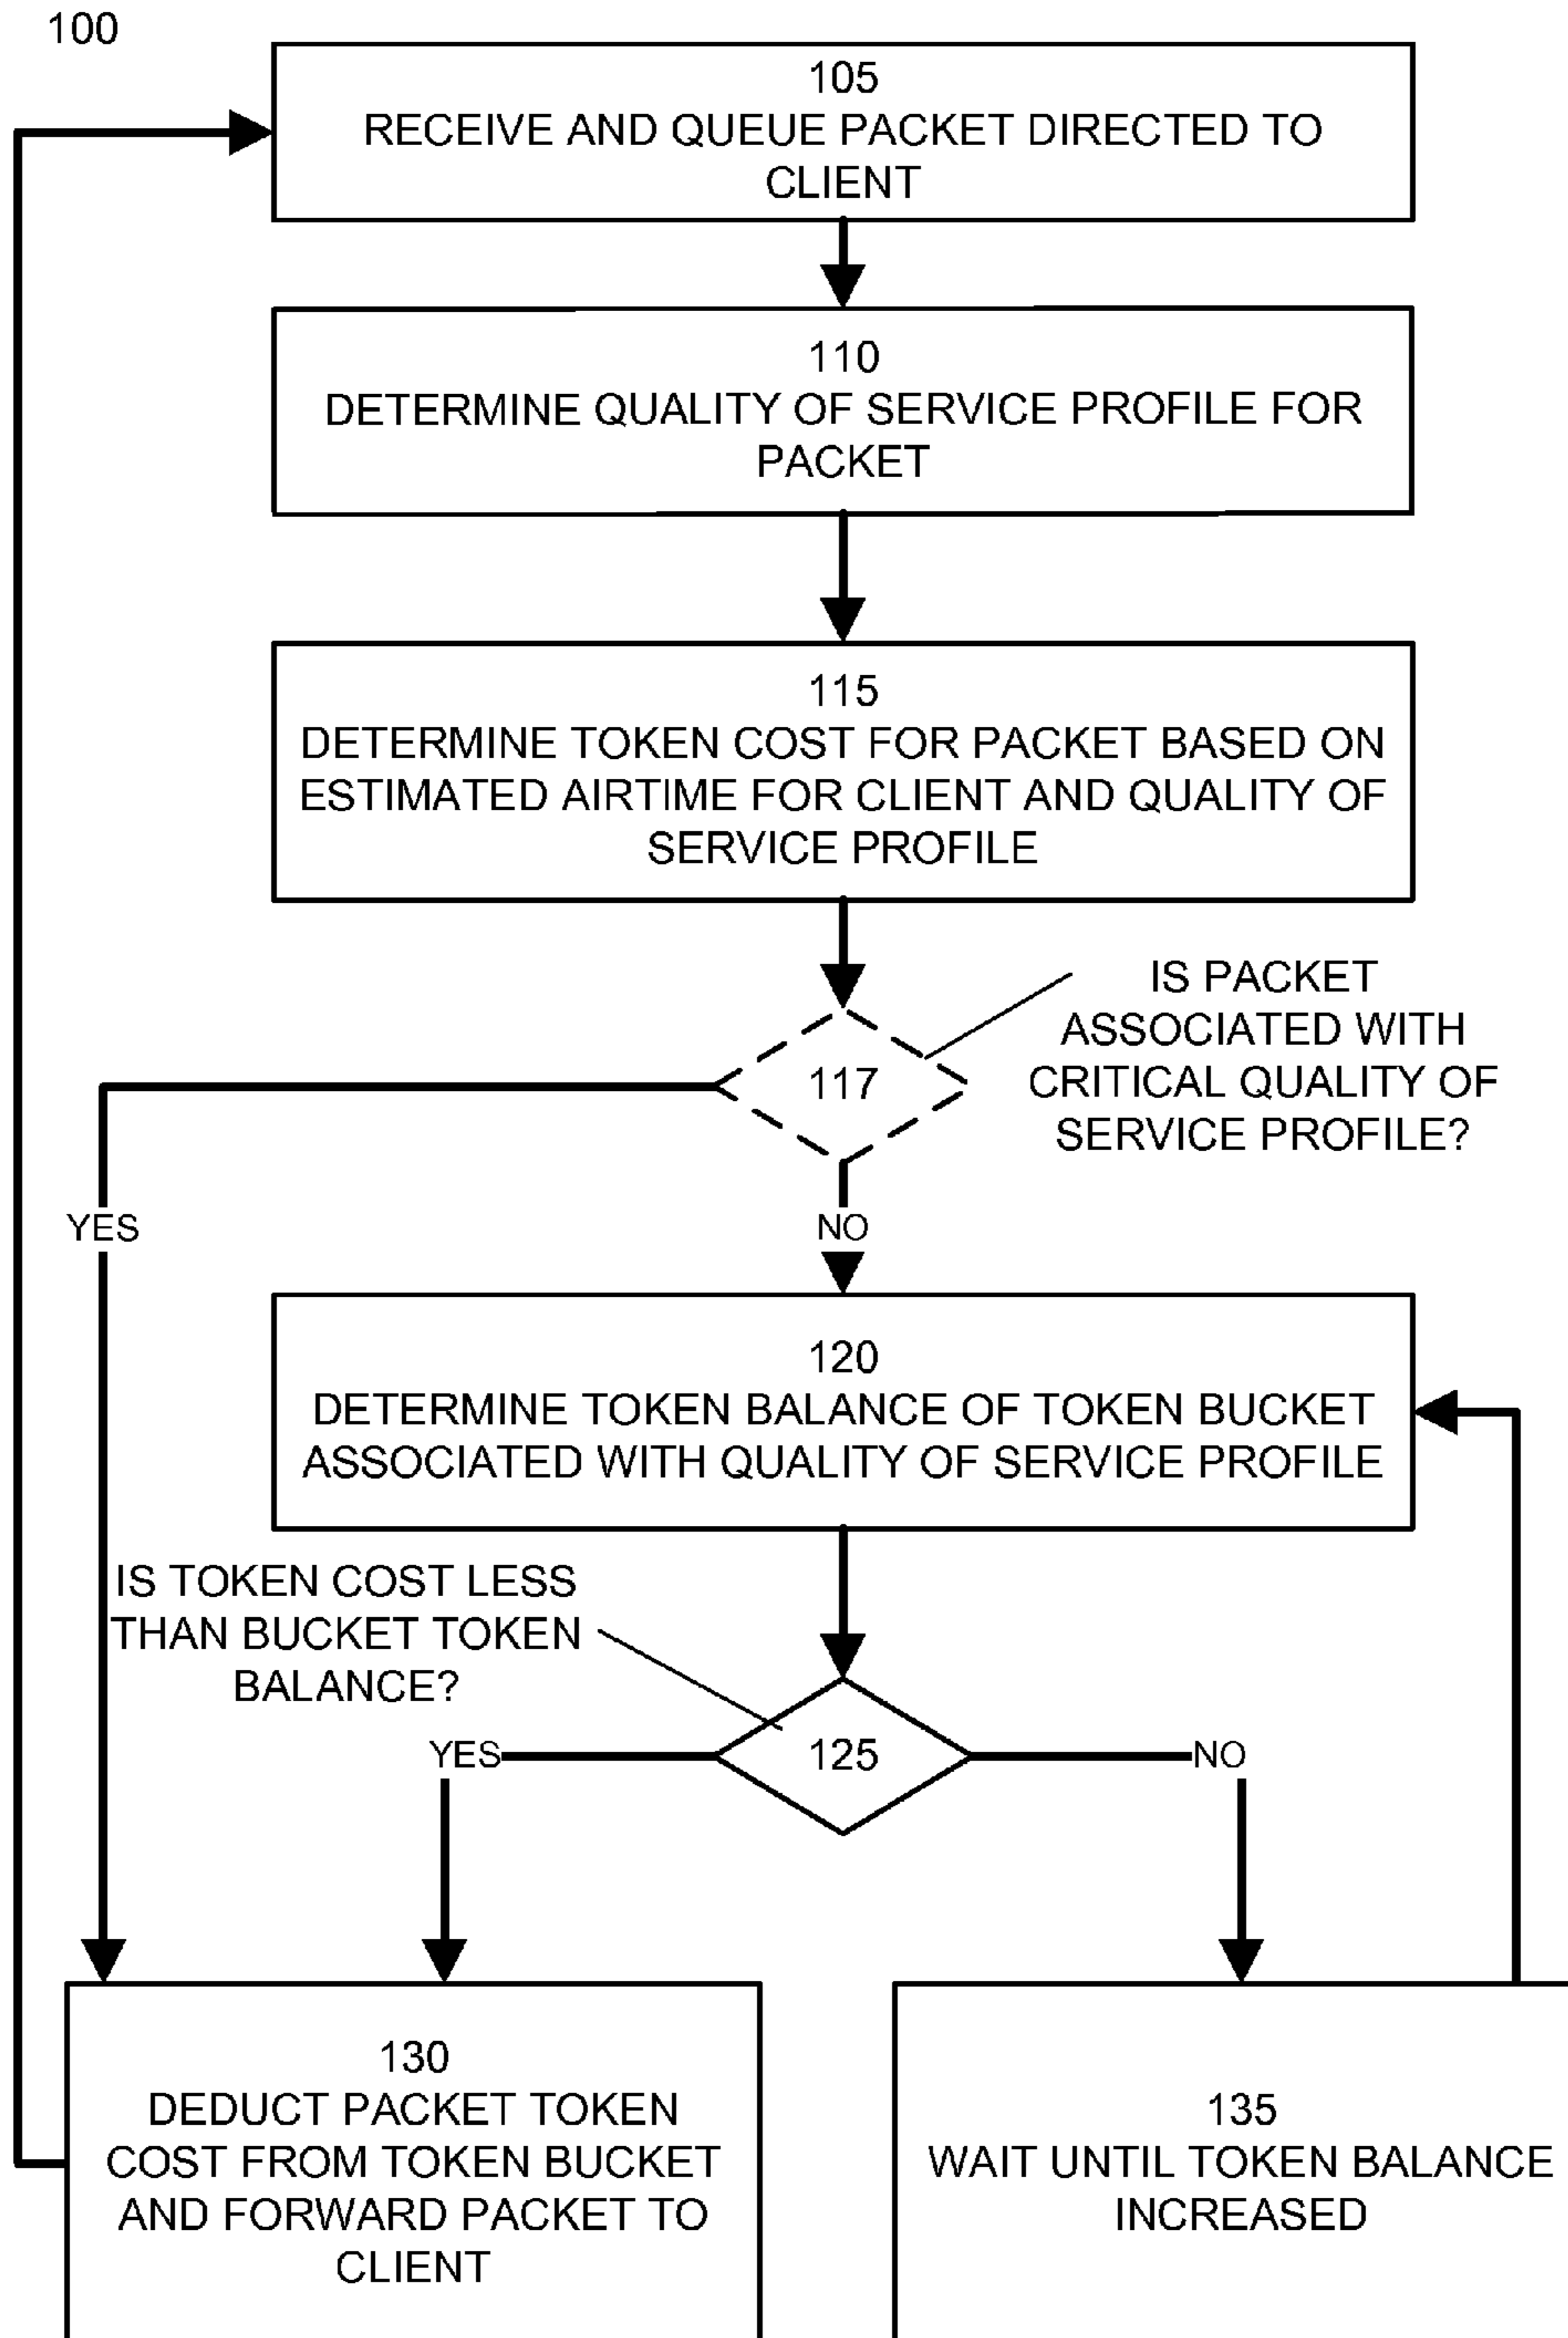 100
105
RECEIVE AND QUEUE PACKET DIRECTED TO
CLIENT
110
DETERMINE QUALITY OF SERVICE PROFILE FOR
PACKET
115
DETERMINE TOKEN COST FOR PACKET BASED ON
ESTIMATED AIRTIME FOR CLIENT AND QUALITY OF
SERVICE PROFILE
IS PACKET
ASSOCIATED WITH
CRITICAL QUALITY OF
SERVICE PROFILE?
117
YES
NO
120
DETERMINE TOKEN BALANCE OF TOKEN BUCKET
ASSOCIATED WITH QUALITY OF SERVICE PROFILE
IS TOKEN COST LESS
THAN BUCKET TOKEN
BALANCE?
YES
125
NO
130
DEDUCT PACKET TOKEN
COST FROM TOKEN BUCKET
AND FORWARD PACKET TO
CLIENT
135
WAIT UNTIL TOKEN BALANCE
INCREASED